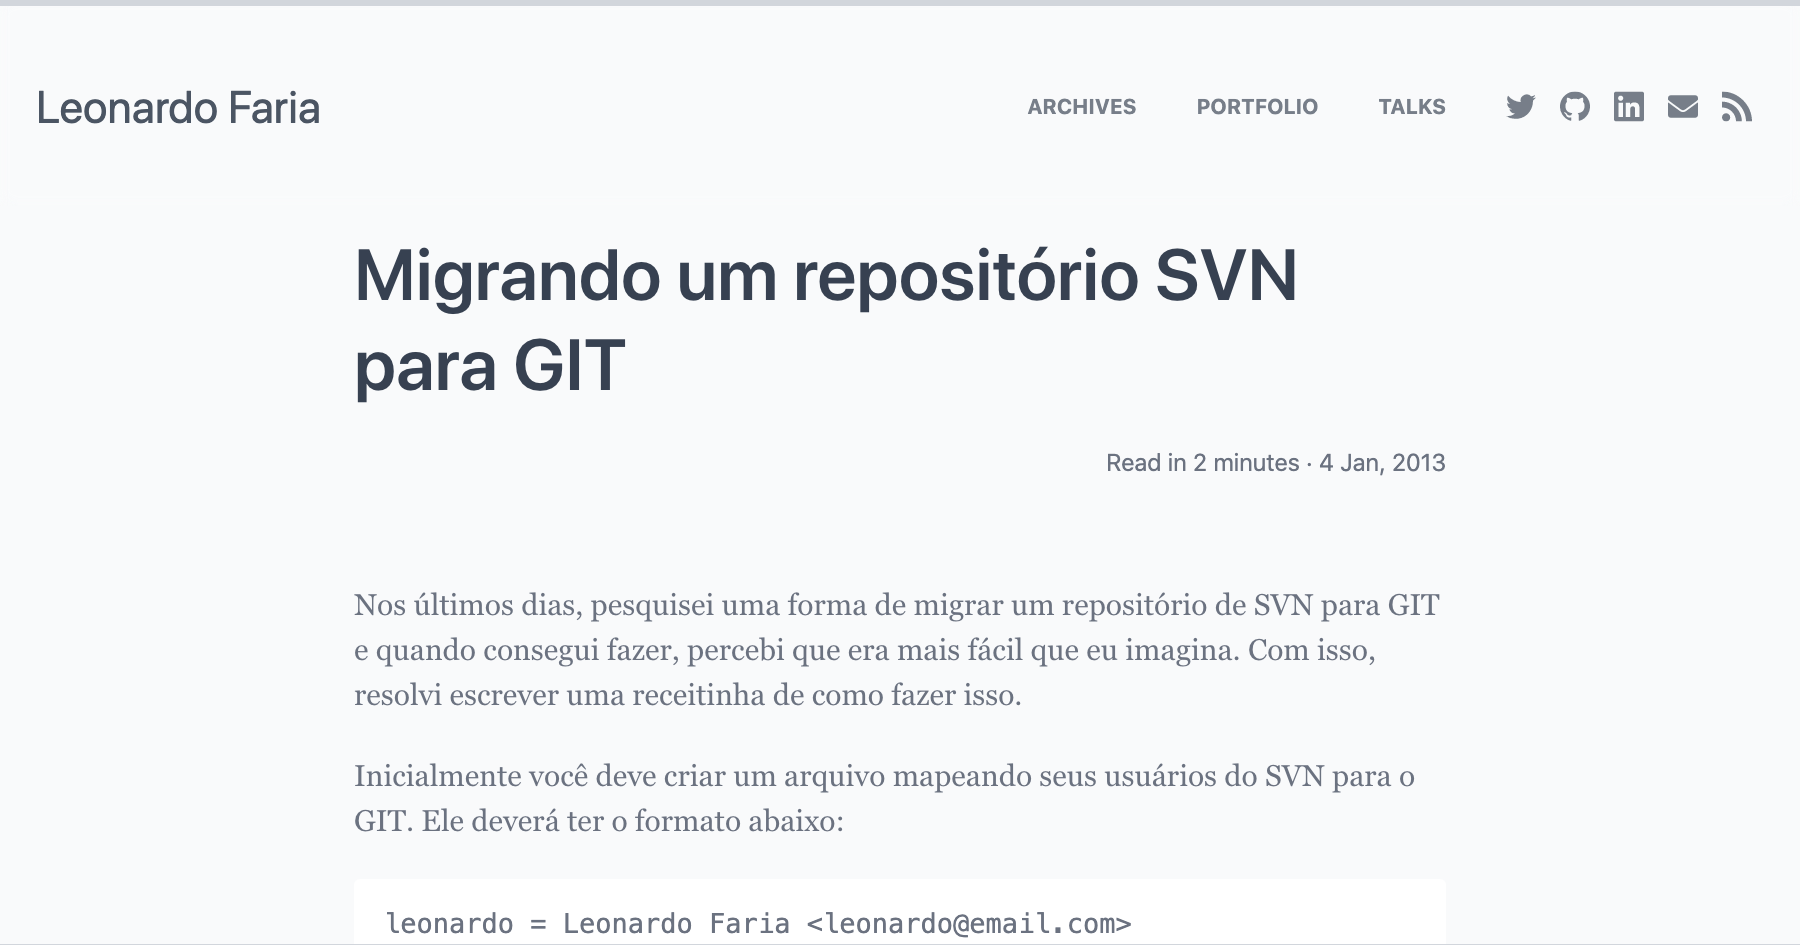 Leonardo Faria
ARCHIVES PORTFOLIO TALKS
Migrando um repositório SVN
para GIT
Read in 2 minutes · 4 Jan, 2013
Nos últimos dias, pesquisei uma forma de migrar um repositório de SVN para GIT
e quando consegui fazer, percebi que era mais fácil que eu imagina. Com isso,
resolvi escrever uma receitinha de como fazer isso.
Inicialmente você deve criar um arquivo mapeando seus usuários do SVN para o
GIT. Ele deverá ter o formato abaixo:
leonardo = Leonardo Faria <leonardo@email.com>